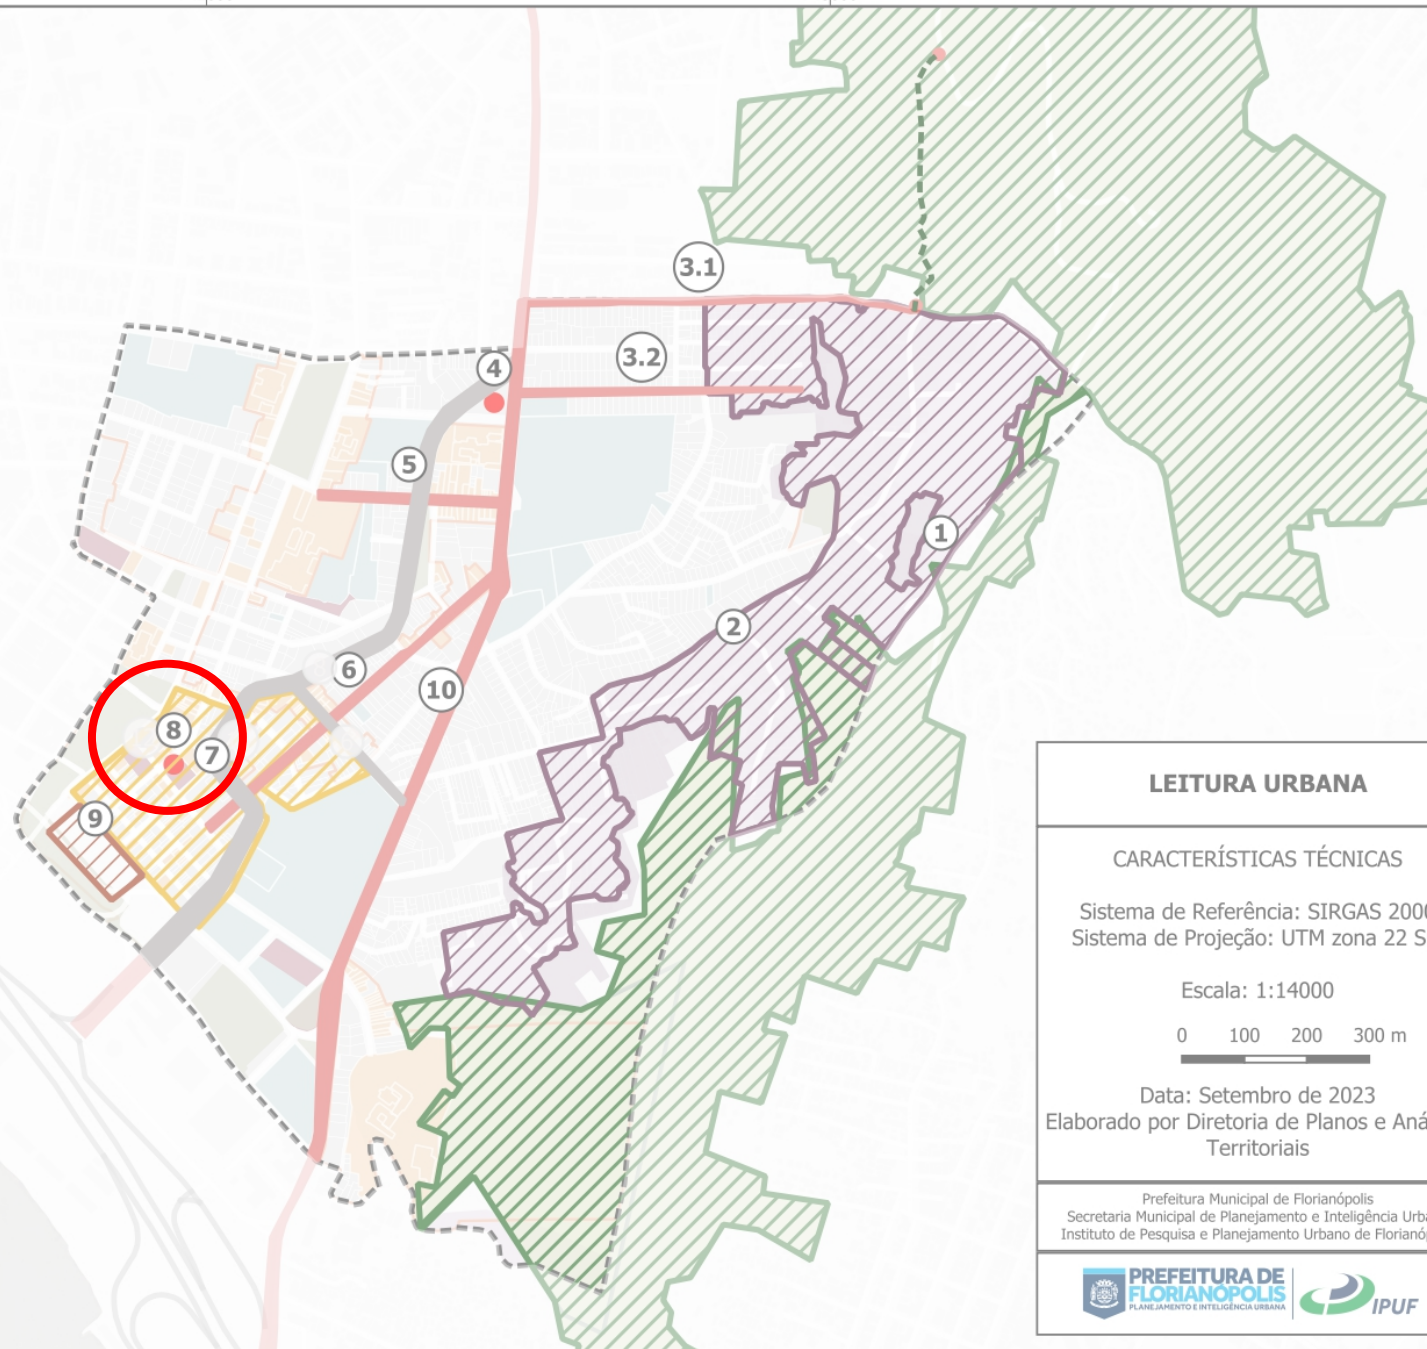 3.1
3.2
4
5
1
2
6
10
8
7
9
LEITURA URBANA
CARACTERÍSTICAS TÉCNICAS
Sistema de Referência: SIRGAS
Sistema de Projeção: UTM zona 22 S
Escala: 1:14000
0 100 200 300 m
Data: Setembro de 2023
Elaborado por Diretoria de Planos e Aná
Territoriais
Prefeitura Municipal de Florianópolis
Secretaria Municipal de Planejamento e Inteligência Urb
Instituto de Pesquisa e Planejamento Urbano de Florianó
PREFEITURA DE
FLORIANÓPOLIS
PLANEJAMENTO E INTELIGÊNCIA URBANA
IPUF